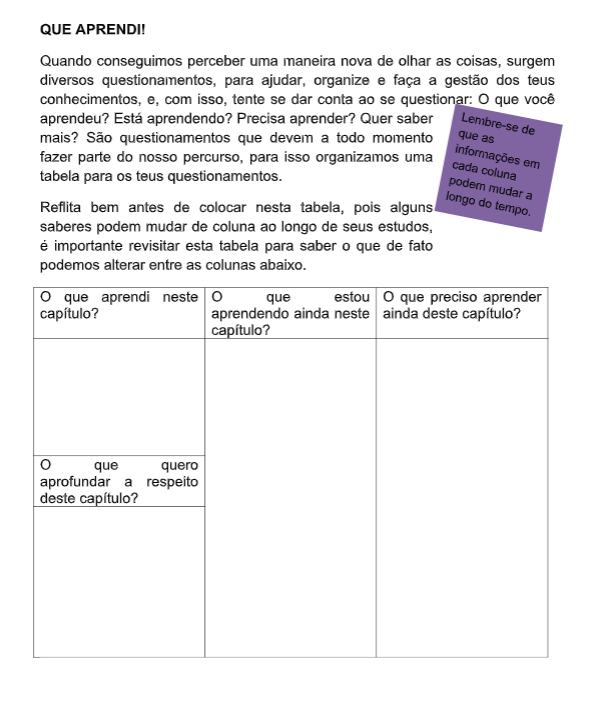 QUE APRENDI!
Quando conseguimos perceber uma maneira nova de olhar as coisas, surgem
diversos questionamentos, para ajudar, organize e faça a gestão dos teus
conhecimentos, e, com isso, tente se dar conta ao se questionar: O que você
aprendeu? Está aprendendo? Precisa aprender? Quer saber
mais? São questionamentos que devem a todo momento
fazer parte do nosso percurso, para isso organizamos uma
tabela para os teus questionamentos.
Lembre-se de
que as
informações em
cada coluna
podem mudar a
longo do tempo.
Reflita bem antes de colocar nesta tabela, pois alguns
saberes podem mudar de coluna ao longo de seus estudos,
é importante revisitar esta tabela para saber o que de fato
podemos alterar entre as colunas abaixo.
O que aprendi neste
capítulo?
O que estou
aprendendo ainda neste
capítulo?
O que preciso aprender
ainda deste capítulo?
O que quero
aprofundar a respeito
deste capítulo?